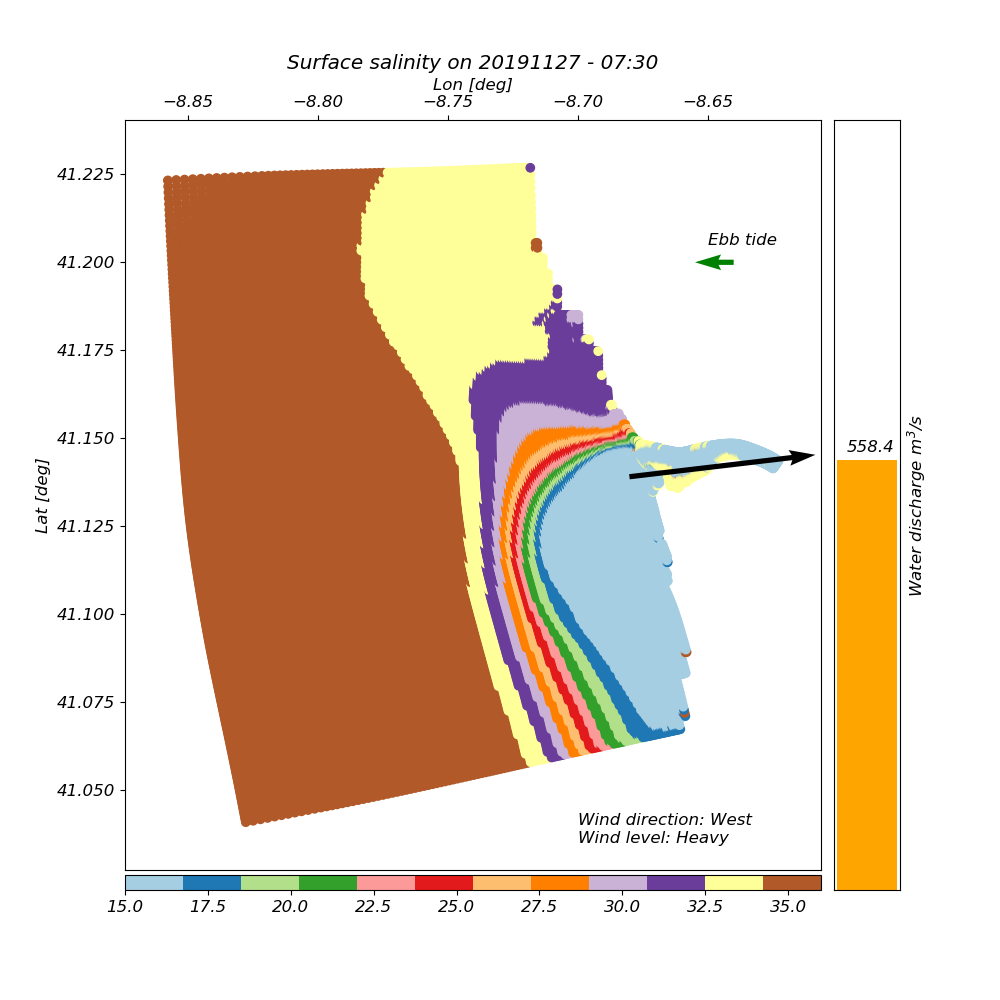 Surface salinity on 20191127 - 07:30
Lon [deg]
−8.85 −8.80 −8.75 −8.70 −8.65
41.225
41.200
41.175
41.150
41.125
41.100
41.075
41.050
Lat [deg]
Ebb tide
558.4
Water discharge m³/s
Wind direction: West
Wind level: Heavy
15.0 17.5 20.0 22.5 25.0 27.5 30.0 32.5 35.0